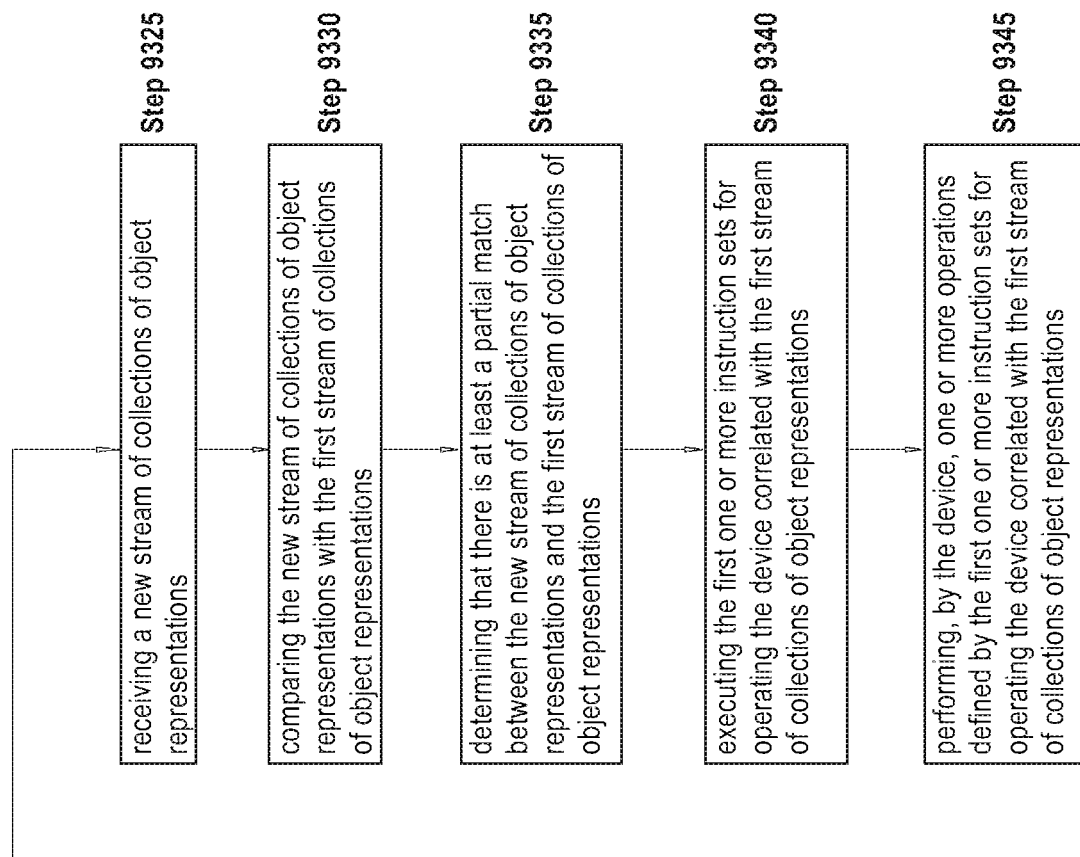 receiving a new stream of collections of object
representations
Step 9325
comparing the new stream of collections of object
representations with the first stream of collections
of object representations
Step 9330
determining that there is at least a partial match
between the new stream of collections of object
representations and the first stream of collections of
object representations
Step 9335
executing the first one or more instruction sets for
operating the device correlated with the first stream
of collections of object representations
Step 9340
performing, by the device, one or more operations
defined by the first one or more instruction sets for
operating the device correlated with the first stream
of collections of object representations
Step 9345